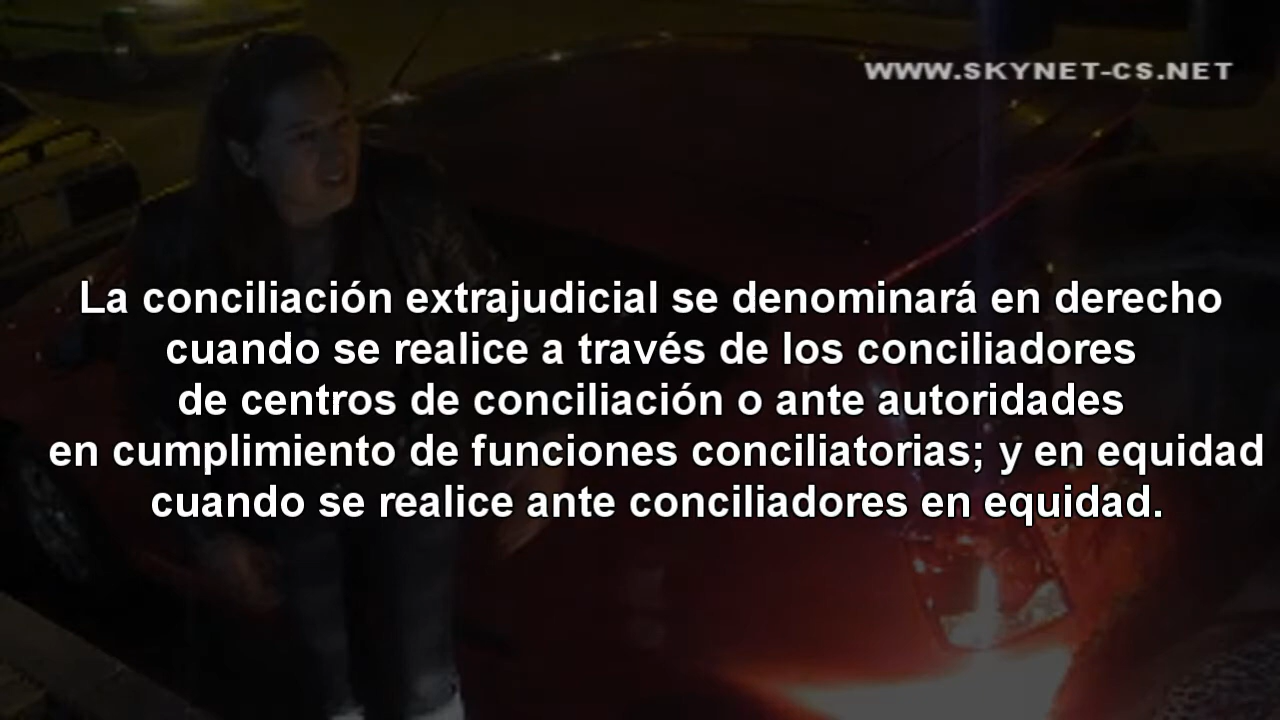 WWW.SKYNET-CS.NET
La conciliación extrajudicial se denominará en derecho
cuando se realice a través de los conciliadores
de centros de conciliación o ante autoridades
en cumplimiento de funciones conciliatorias; y en equidad
cuando se realice ante conciliadores en equidad.